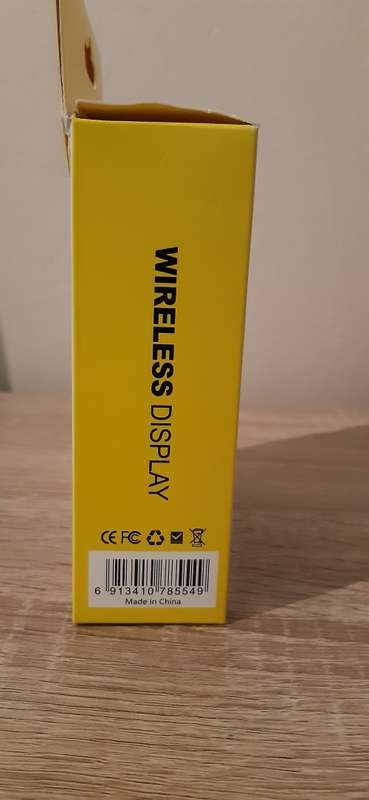 WIRELESS DISPLAY
CE FC
6 913410 785549
Made in China